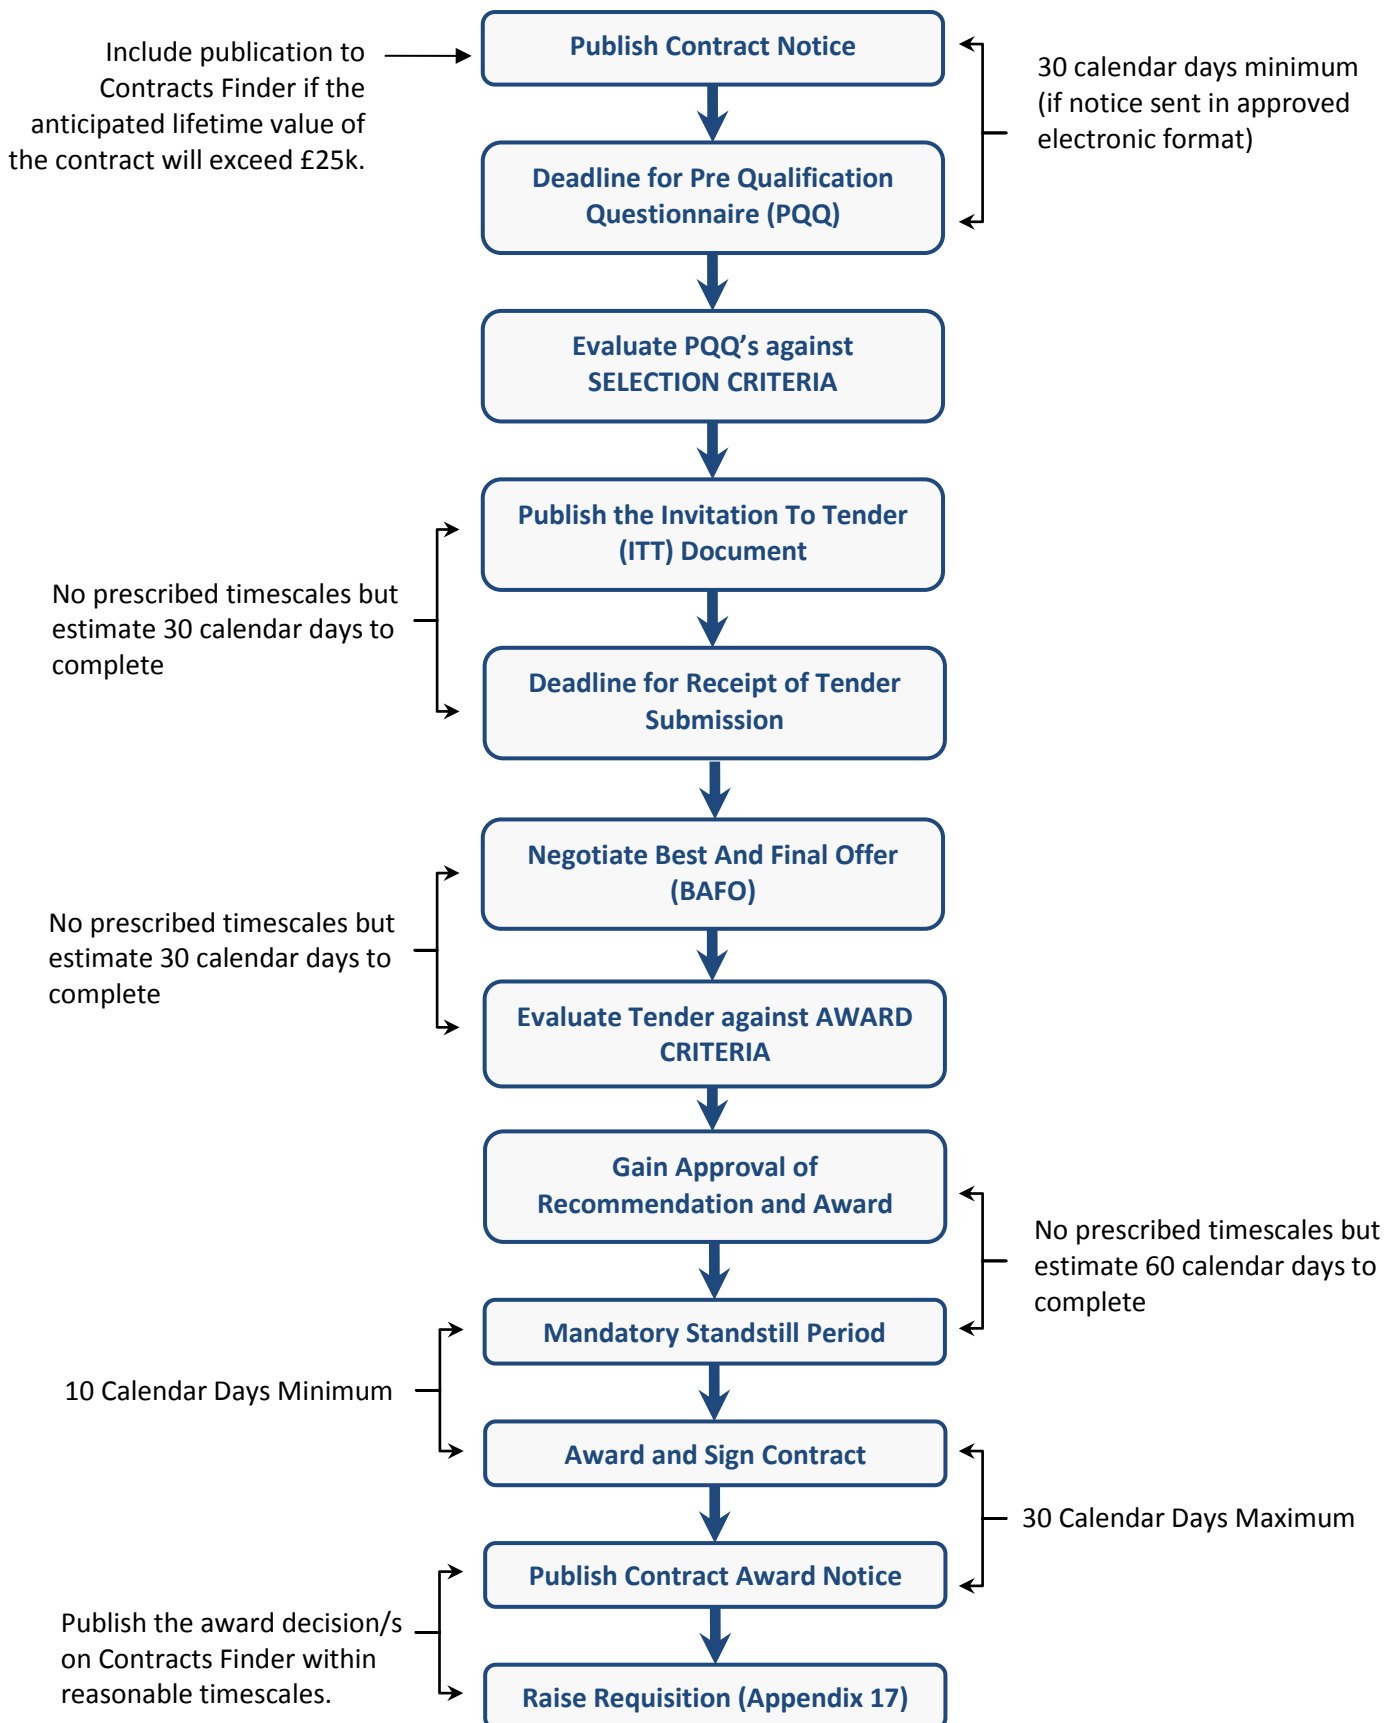 Include publication to
Contracts Finder if the
anticipated lifetime value of
the contract will exceed £25k.
Publish Contract Notice
30 calendar days minimum
(if notice sent in approved
electronic format)
Deadline for Pre Qualification
Questionnaire (PQQ)
Evaluate PQQ’s against
SELECTION CRITERIA
Publish the Invitation To Tender
(ITT) Document
No prescribed timescales but
estimate 30 calendar days to
complete
Deadline for Receipt of Tender
Submission
Negotiate Best And Final Offer
(BAFO)
No prescribed timescales but
estimate 30 calendar days to
complete
Evaluate Tender against AWARD
CRITERIA
Gain Approval of
Recommendation and Award
No prescribed timescales but
estimate 60 calendar days to
complete
Mandatory Standstill Period
10 Calendar Days Minimum
Award and Sign Contract
30 Calendar Days Maximum
Publish Contract Award Notice
Publish the award decision/s
on Contracts Finder within
reasonable timescales.
Raise Requisition (Appendix 17)